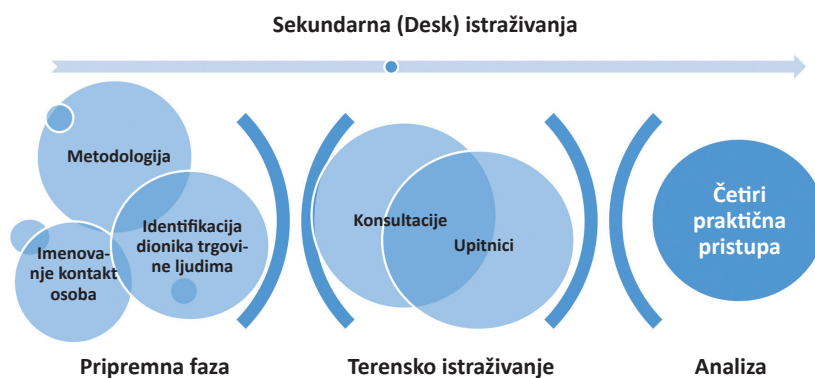 Sekundarna (Desk) istraživanja
Metodologija
Identifikacija
dionika trgovi-
ne ljudima
Imenova-
nje kontakt
osoba
Konsultacije
Upitnici
Četiri
praktična
pristupa
Pripremna faza
Terensko istraživanje
Analiza